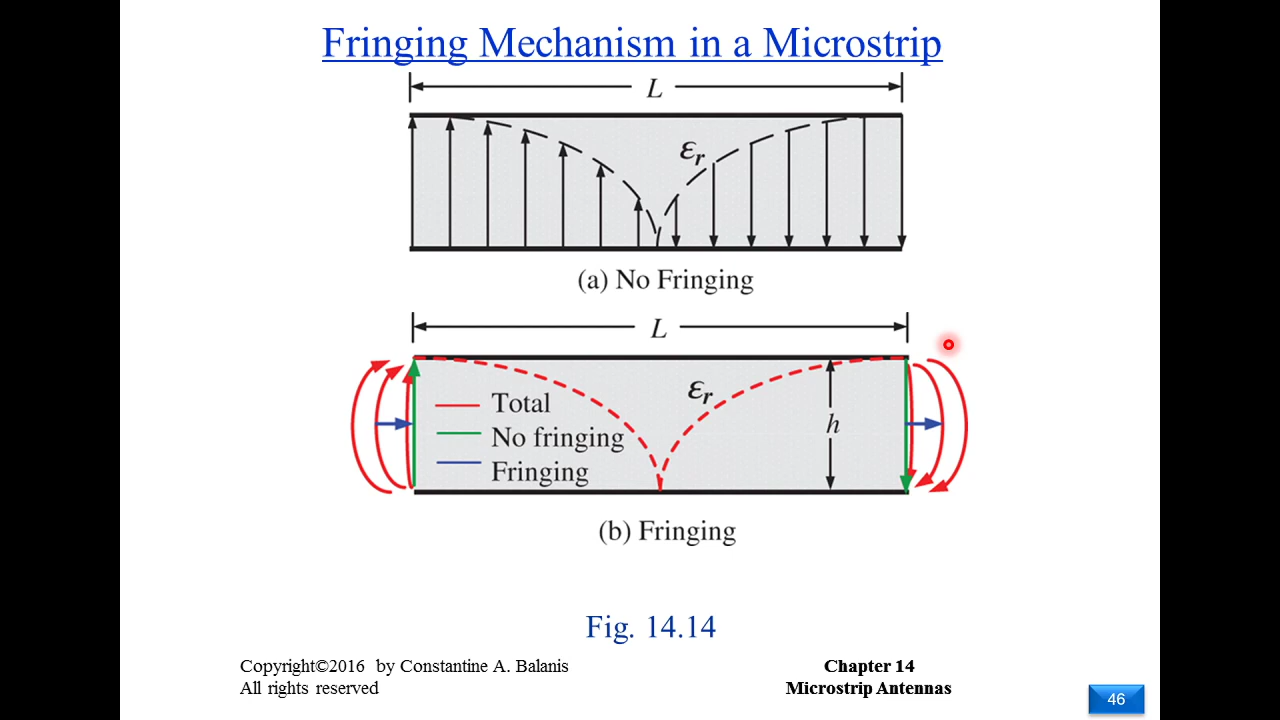 Fringing Mechanism in a Microstrip
L
εr
(a) No Fringing
L
εr
Total
h
No fringing
Fringing
(b) Fringing
Fig. 14.14
Copyright©2016 by Constantine A. Balanis
All rights reserved
Chapter 14
Microstrip Antennas
46